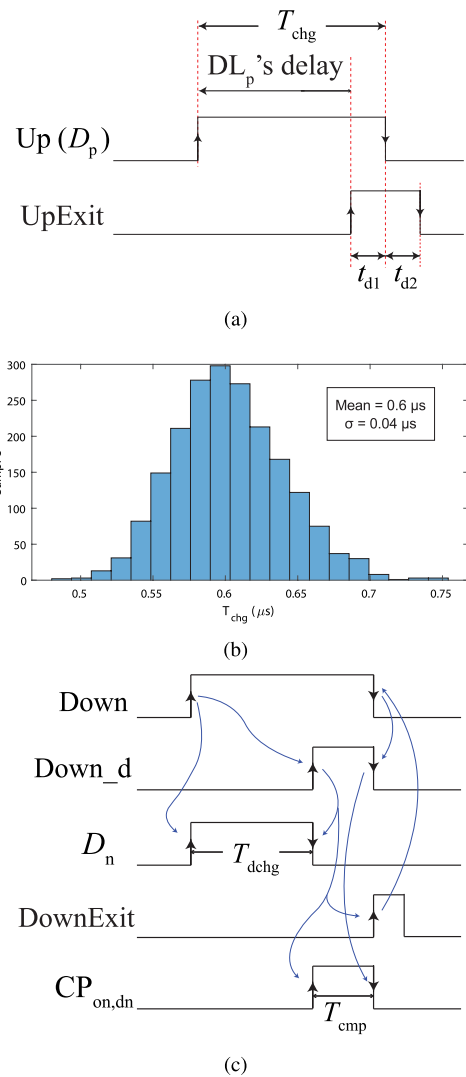 T_chg
DL_p's delay
Up (D_p)
UpExit
t_d1 t_d2
(a)
300
250
200
150
100
50
0
Mean = 0.6 µs
σ = 0.04 µs
0.5 0.55 0.6 0.65 0.7 0.75
T_chg (µs)
(b)
Down
Down_d
D_n
T_dchg
DownExit
CP_on,dn
T_cmp
(c)